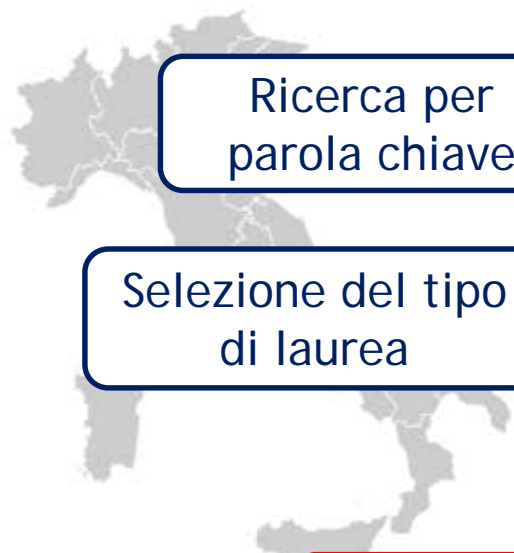 Ricerca per
parola chiave
Selezione del tipo
di laurea